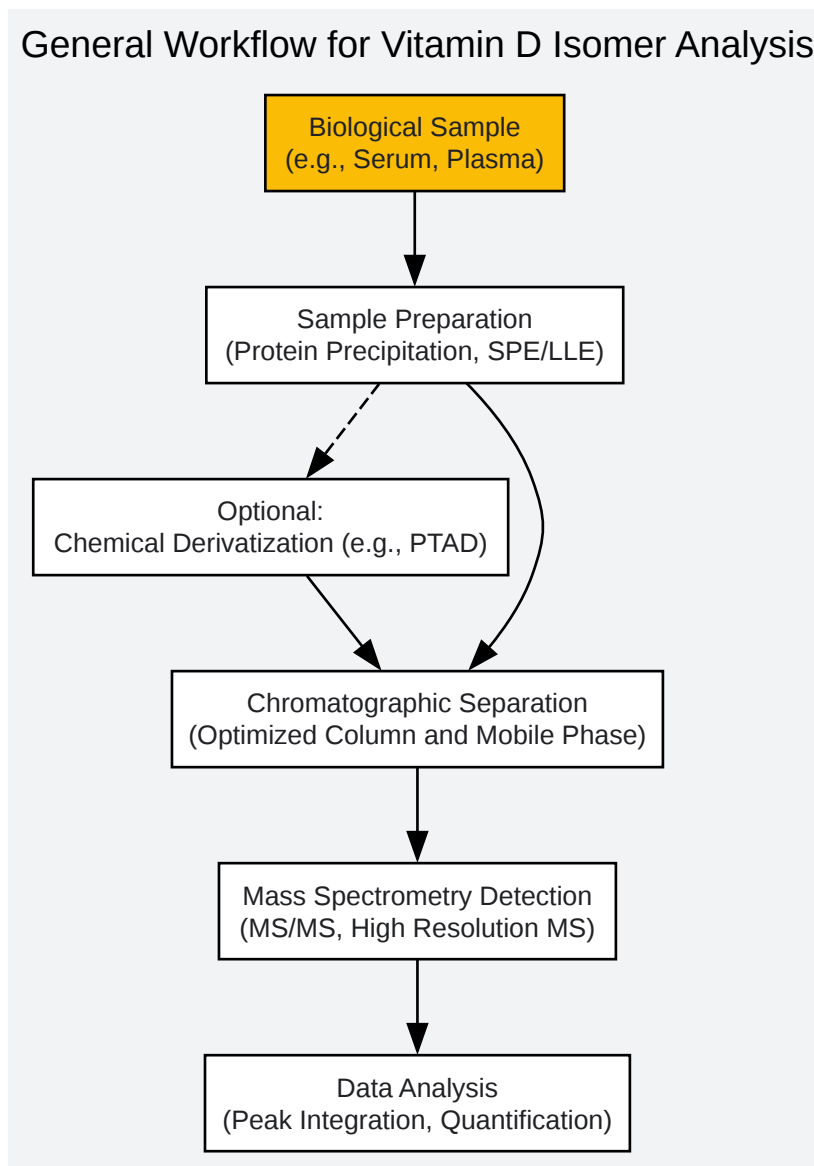 General Workflow for Vitamin D Isomer Analysis
Biological Sample
(e.g., Serum, Plasma)
Sample Preparation
(Protein Precipitation, SPE/LLE)
Optional:
Chemical Derivatization (e.g., PTAD)
Chromatographic Separation
(Optimized Column and Mobile Phase)
Mass Spectrometry Detection
(MS/MS, High Resolution MS)
Data Analysis
(Peak Integration, Quantification)